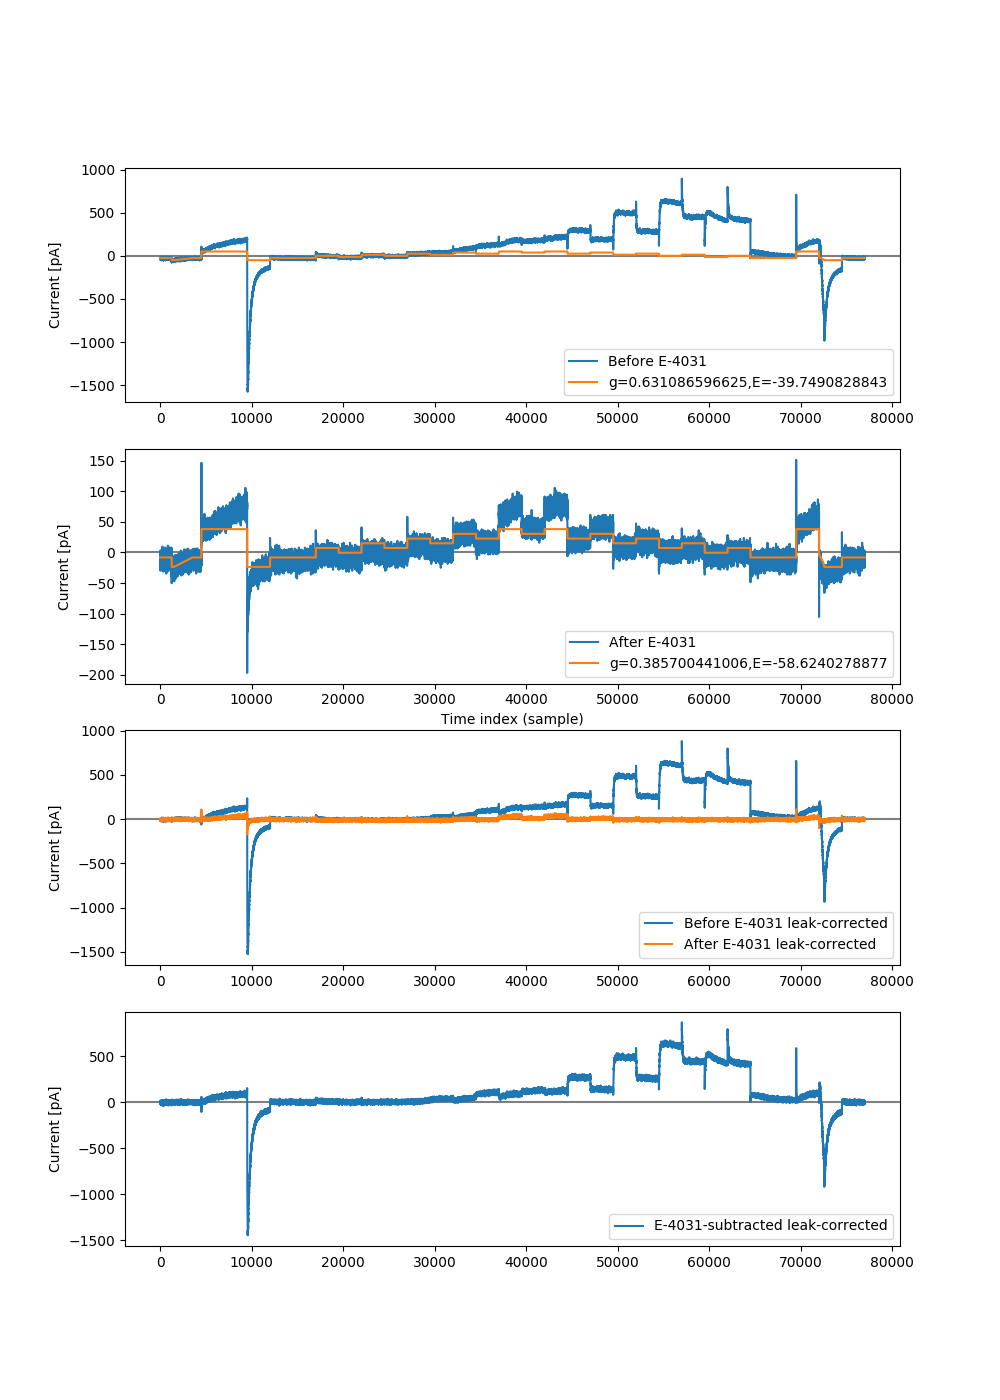 1000
500
0
−500
−1000
−1500
Current [pA]
Before E-4031
g=0.631086596625,E=-39.7490828843
0 10000 20000 30000 40000 50000 60000 70000 80000
150
100
50
0
−50
−100
−150
−200
Current [pA]
After E-4031
g=0.385700441006,E=-58.6240278877
0 10000 20000 30000 40000 50000 60000 70000 80000
Time index (sample)
1000
500
0
−500
−1000
−1500
Current [pA]
Before E-4031 leak-corrected
After E-4031 leak-corrected
0 10000 20000 30000 40000 50000 60000 70000 80000
500
0
−500
−1000
−1500
Current [pA]
E-4031-subtracted leak-corrected
0 10000 20000 30000 40000 50000 60000 70000 80000